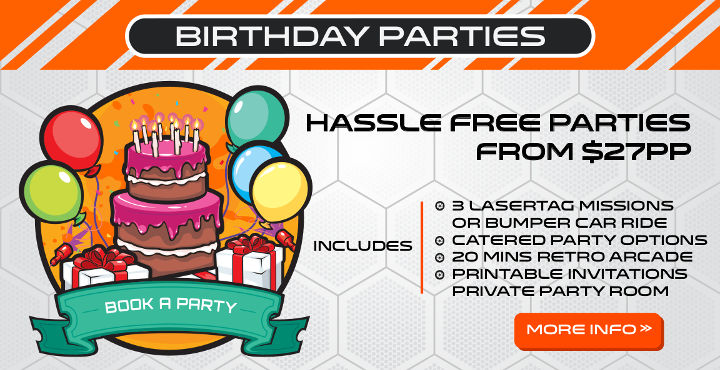 BIRTHDAY PARTIES
HASSLE FREE PARTIES
FROM $27PP
INCLUDES
3 LASERTAG MISSIONS
OR BUMPER CAR RIDE
CATERED PARTY OPTIONS
20 MINS RETRO ARCADE
PRINTABLE INVITATIONS
PRIVATE PARTY ROOM
BOOK A PARTY
MORE INFO »